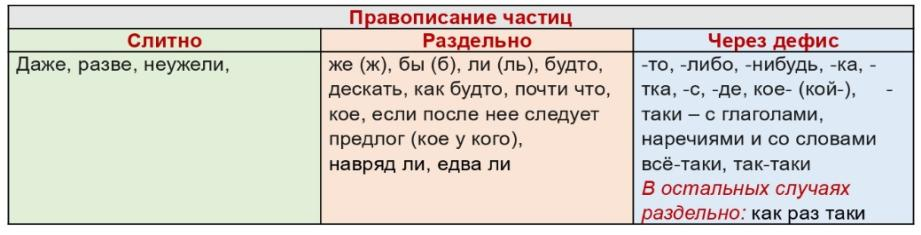 Правописание частиц
Слитно
Раздельно
Через дефис
Даже, разве, неужели,
же (ж), бы (б), ли (ль), будто,
дескать, как будто, почти что,
кое, если после нее следует
предлог (кое у кого),
навряд ли, едва ли
-то, -либо, -нибудь, -ка, -
тка, -с, -де, кое- (кой-), -
таки – с глаголами,
наречиями и со словами
всё-таки, так-таки
В остальных случаях
раздельно: как раз таки